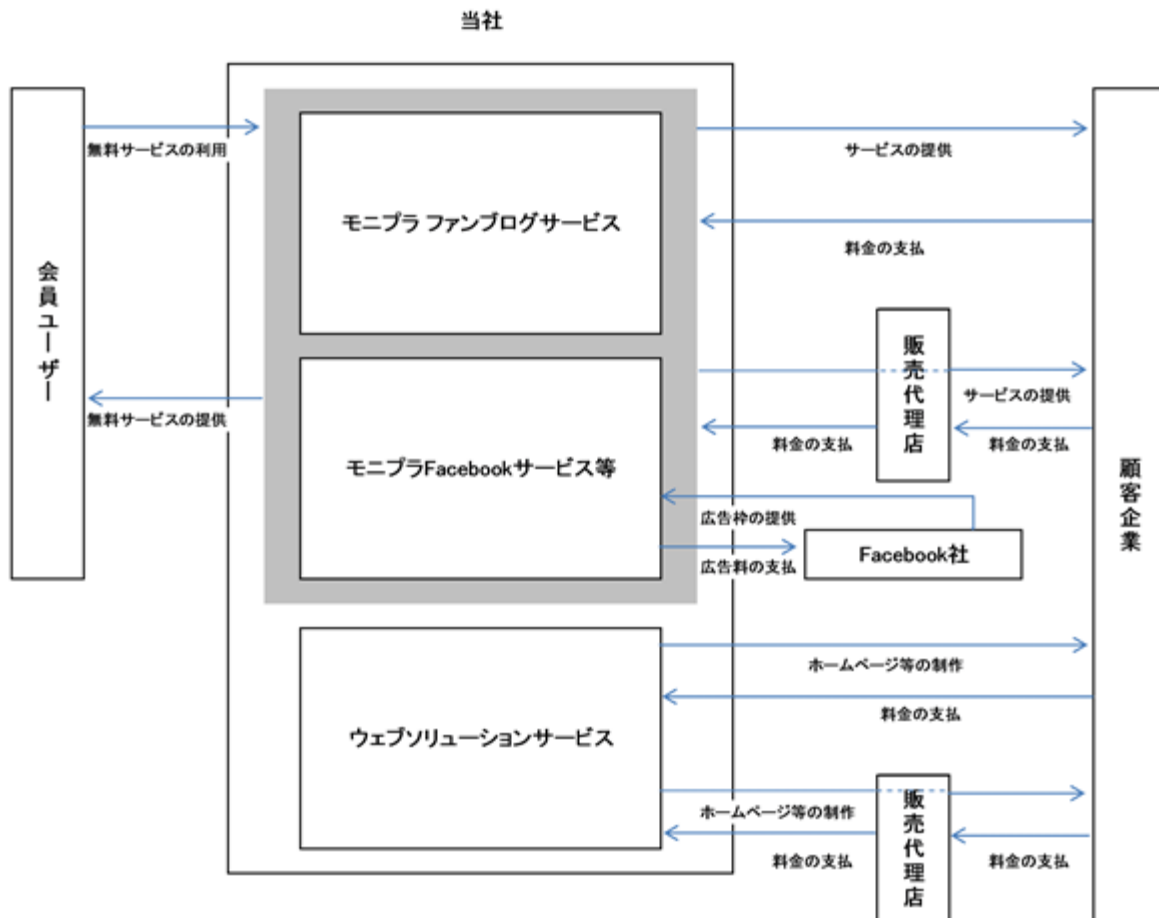 当社
無料サービスの利用
サービスの提供
モニプラ ファンブログサービス
料金の支払
会員ユーザー
販売代理店
サービスの提供
無料サービスの提供
料金の支払
料金の支払
モニプラFacebookサービス等
顧客企業
広告枠の提供
Facebook社
広告料の支払
ホームページ等の制作
料金の支払
ウェブソリューションサービス
販売代理店
ホームページ等の制作
料金の支払
料金の支払